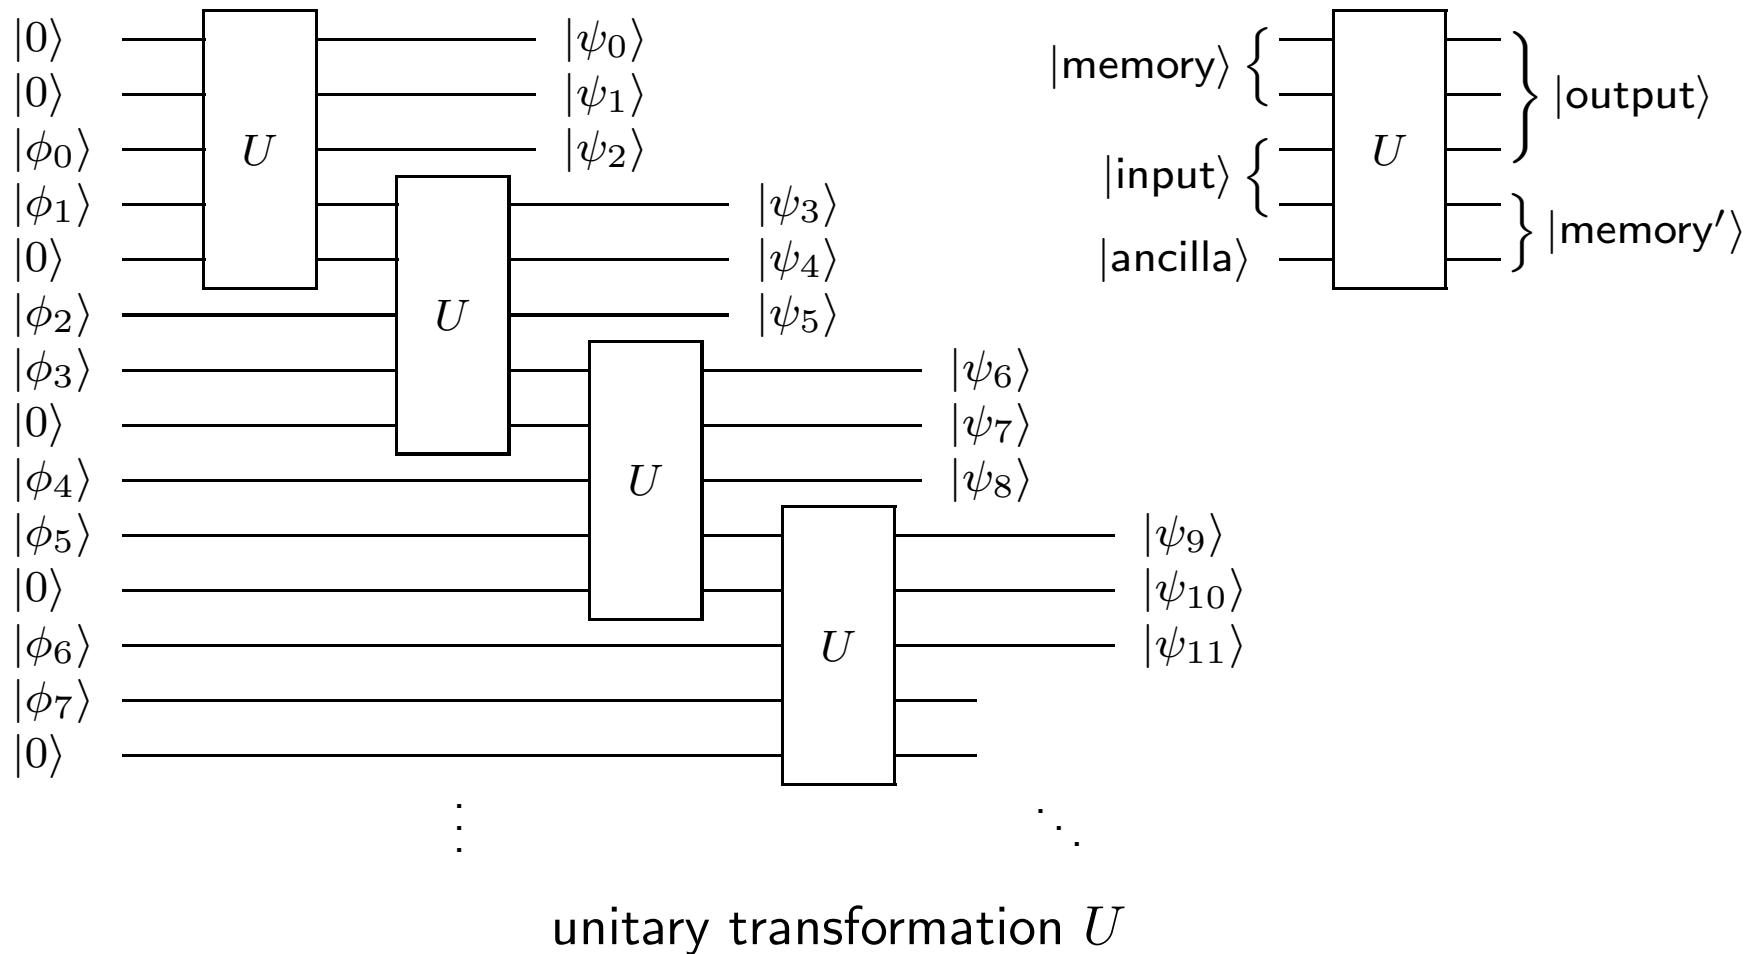 |0⟩ |ψ₀⟩
|0⟩ |ψ₁⟩
|ϕ₀⟩ U |ψ₂⟩
|ϕ₁⟩ |ψ₃⟩
|0⟩ |ψ₄⟩
|ϕ₂⟩ U |ψ₅⟩
|ϕ₃⟩ |ψ₆⟩
|0⟩ |ψ₇⟩
|ϕ₄⟩ U |ψ₈⟩
|ϕ₅⟩ |ψ₉⟩
|0⟩ |ψ₁₀⟩
|ϕ₆⟩ U |ψ₁₁⟩
|ϕ₇⟩
|0⟩
⋮ ⋱
|memory⟩
|output⟩
U
|input⟩
|memory′⟩
|ancilla⟩
unitary transformation U